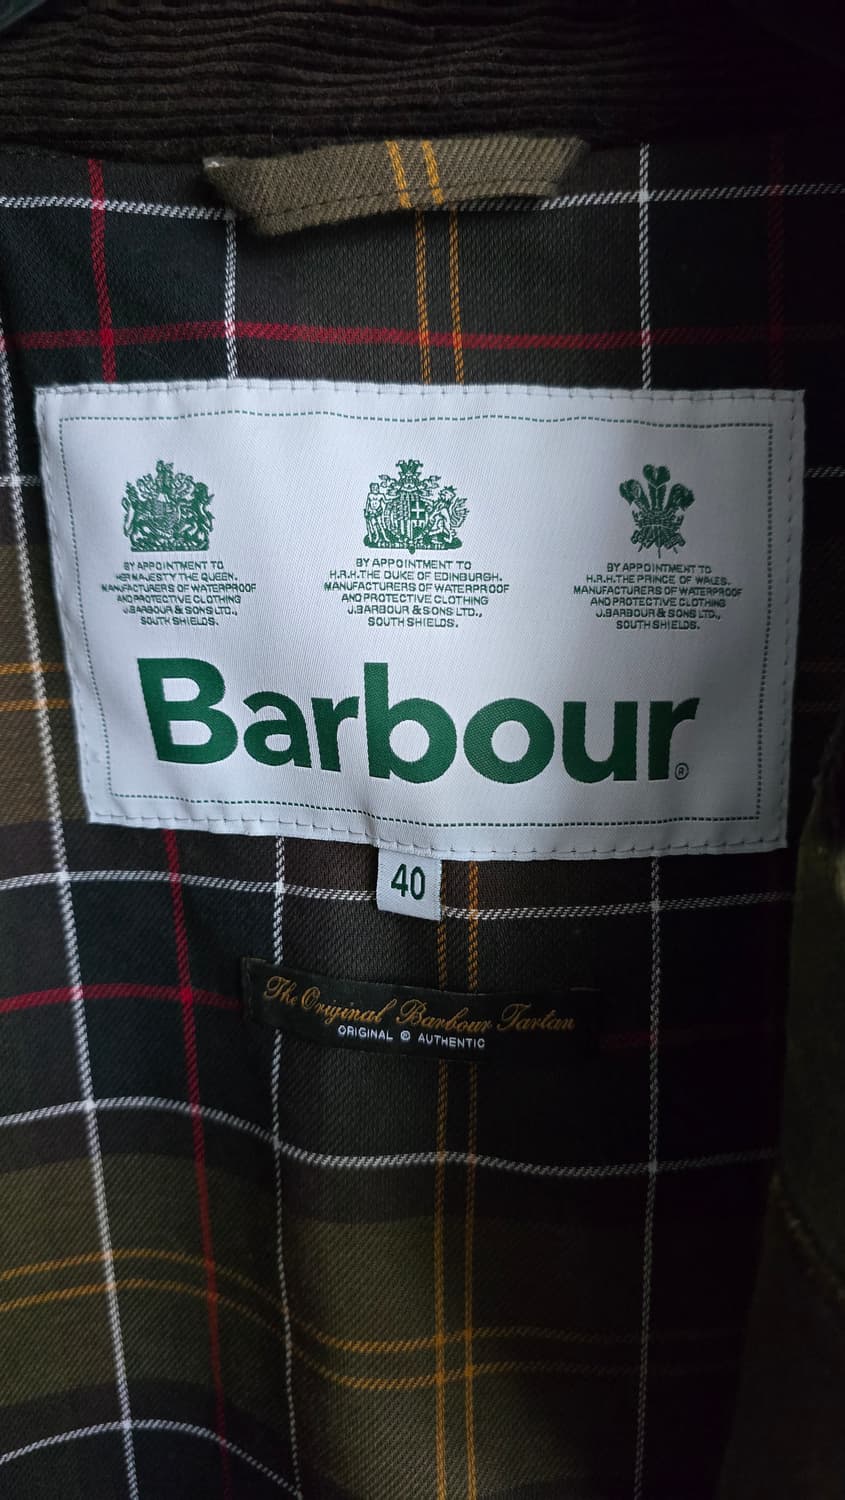 BY APPOINTMENT TO
HER MAJESTY THE QUEEN.
MANUFACTURERS OF WATERPROOF
AND PROTECTIVE CLOTHING
J.BARBOUR & SONS LTD.,
SOUTH SHIELDS.
BY APPOINTMENT TO
H.R.H.THE DUKE OF EDINBURGH.
MANUFACTURERS OF WATERPROOF
AND PROTECTIVE CLOTHING
J.BARBOUR & SONS LTD.,
SOUTH SHIELDS.
BY APPOINTMENT TO
H.R.H.THE PRINCE OF WALES.
MANUFACTURERS OF WATERPROOF
AND PROTECTIVE CLOTHING
J.BARBOUR & SONS LTD.,
SOUTH SHIELDS.
Barbour®
40
The Original Barbour Tartan
ORIGINAL © AUTHENTIC